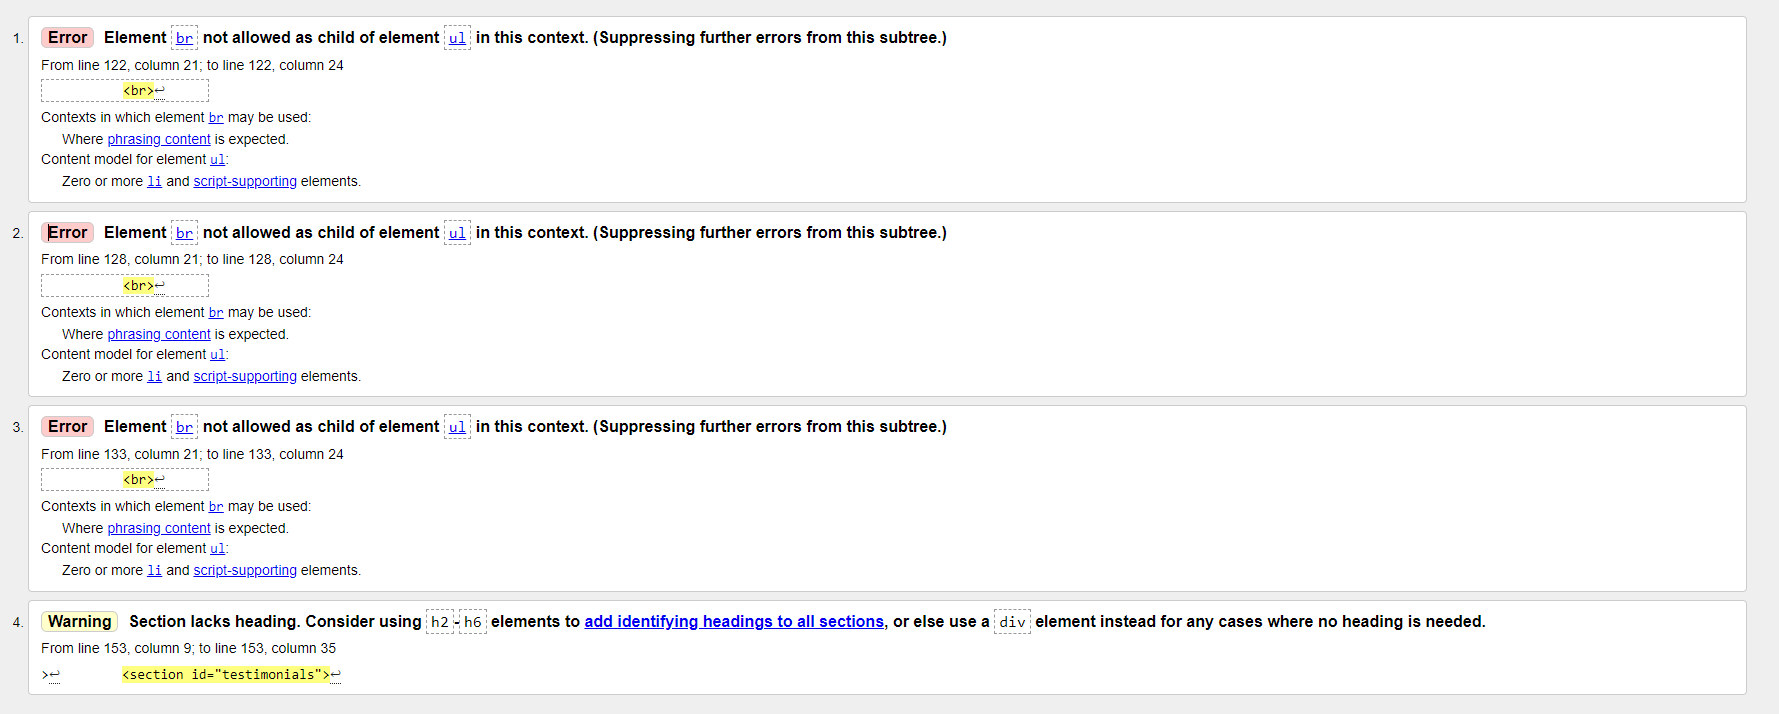 1. Error Element br not allowed as child of element ul in this context. (Suppressing further errors from this subtree.)
From line 122, column 21; to line 122, column 24
<br>↩
Contexts in which element br may be used:
Where phrasing content is expected.
Content model for element ul:
Zero or more li and script-supporting elements.
2. Error Element br not allowed as child of element ul in this context. (Suppressing further errors from this subtree.)
From line 128, column 21; to line 128, column 24
<br>↩
Contexts in which element br may be used:
Where phrasing content is expected.
Content model for element ul:
Zero or more li and script-supporting elements.
3. Error Element br not allowed as child of element ul in this context. (Suppressing further errors from this subtree.)
From line 133, column 21; to line 133, column 24
<br>↩
Contexts in which element br may be used:
Where phrasing content is expected.
Content model for element ul:
Zero or more li and script-supporting elements.
4. Warning Section lacks heading. Consider using h2-h6 elements to add identifying headings to all sections, or else use a div element instead for any cases where no heading is needed.
From line 153, column 9; to line 153, column 35
>↩ <section id="testimonials">↩